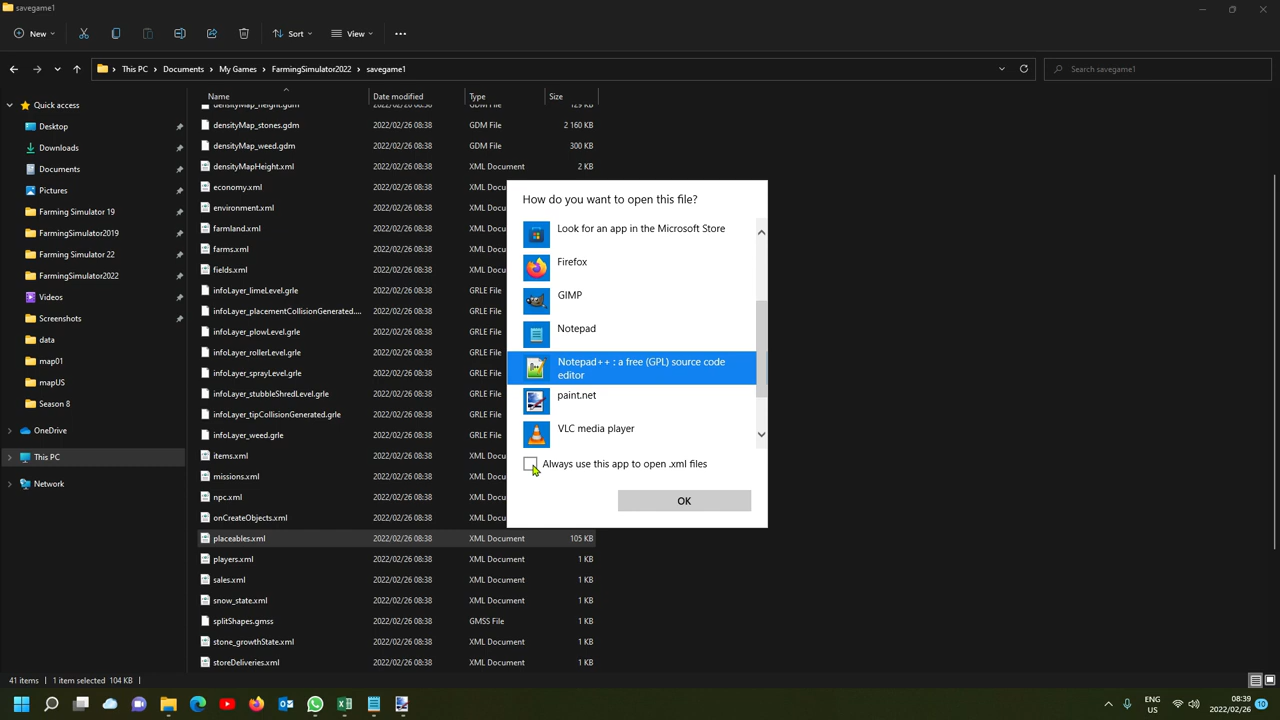 savegame1
New
Sort
View
This PC > Documents > My Games > FarmingSimulator2022 > savegame1
Search savegame1
Name Date modified Type Size
Quick access
Desktop
Downloads
Documents
Pictures
Farming Simulator 19
FarmingSimulator2019
Farming Simulator 22
FarmingSimulator2022
Videos
Screenshots
data
map01
mapUS
Season 8
OneDrive
This PC
Network
densityMap_height.gdm 2022/02/26 08:38 GDM File 129 KB
densityMap_stones.gdm 2022/02/26 08:38 GDM File 2 160 KB
densityMap_weed.gdm 2022/02/26 08:38 GDM File 300 KB
densityMapHeight.xml 2022/02/26 08:38 XML Document 2 KB
economy.xml 2022/02/26 08:38 XML Docu
environment.xml 2022/02/26 08:38 XML Docu
farmland.xml 2022/02/26 08:38 XML Docu
farms.xml 2022/02/26 08:38 XML Docu
fields.xml 2022/02/26 08:38 XML Docu
infoLayer_limeLevel.grle 2022/02/26 08:38 GRLE File
infoLayer_placementCollisionGenerated.... 2022/02/26 08:38 GRLE File
infoLayer_plowLevel.grle 2022/02/26 08:38 GRLE File
infoLayer_rollerLevel.grle 2022/02/26 08:38 GRLE File
infoLayer_sprayLevel.grle 2022/02/26 08:38 GRLE File
infoLayer_stubbleShredLevel.grle 2022/02/26 08:38 GRLE File
infoLayer_tipCollisionGenerated.grle 2022/02/26 08:38 GRLE File
infoLayer_weed.grle 2022/02/26 08:38 GRLE File
items.xml 2022/02/26 08:38 XML Docu
missions.xml 2022/02/26 08:38 XML Docu
npc.xml 2022/02/26 08:38 XML Docu
onCreateObjects.xml 2022/02/26 08:38 XML Docu
placeables.xml 2022/02/26 08:38 XML Document 105 KB
players.xml 2022/02/26 08:38 XML Document 1 KB
sales.xml 2022/02/26 08:38 XML Document 1 KB
snow_state.xml 2022/02/26 08:38 XML Document 1 KB
splitShapes.gmss 2022/02/26 08:38 GMSS File 1 KB
stone_growthState.xml 2022/02/26 08:38 XML Document 1 KB
storeDeliveries.xml 2022/02/26 08:38 XML Document 1 KB
How do you want to open this file?
Look for an app in the Microsoft Store
Firefox
GIMP
Notepad
Notepad++ : a free (GPL) source code
editor
paint.net
VLC media player
Always use this app to open .xml files
OK
41 items 1 item selected 104 KB
ENG
US
08:39
2022/02/26
10